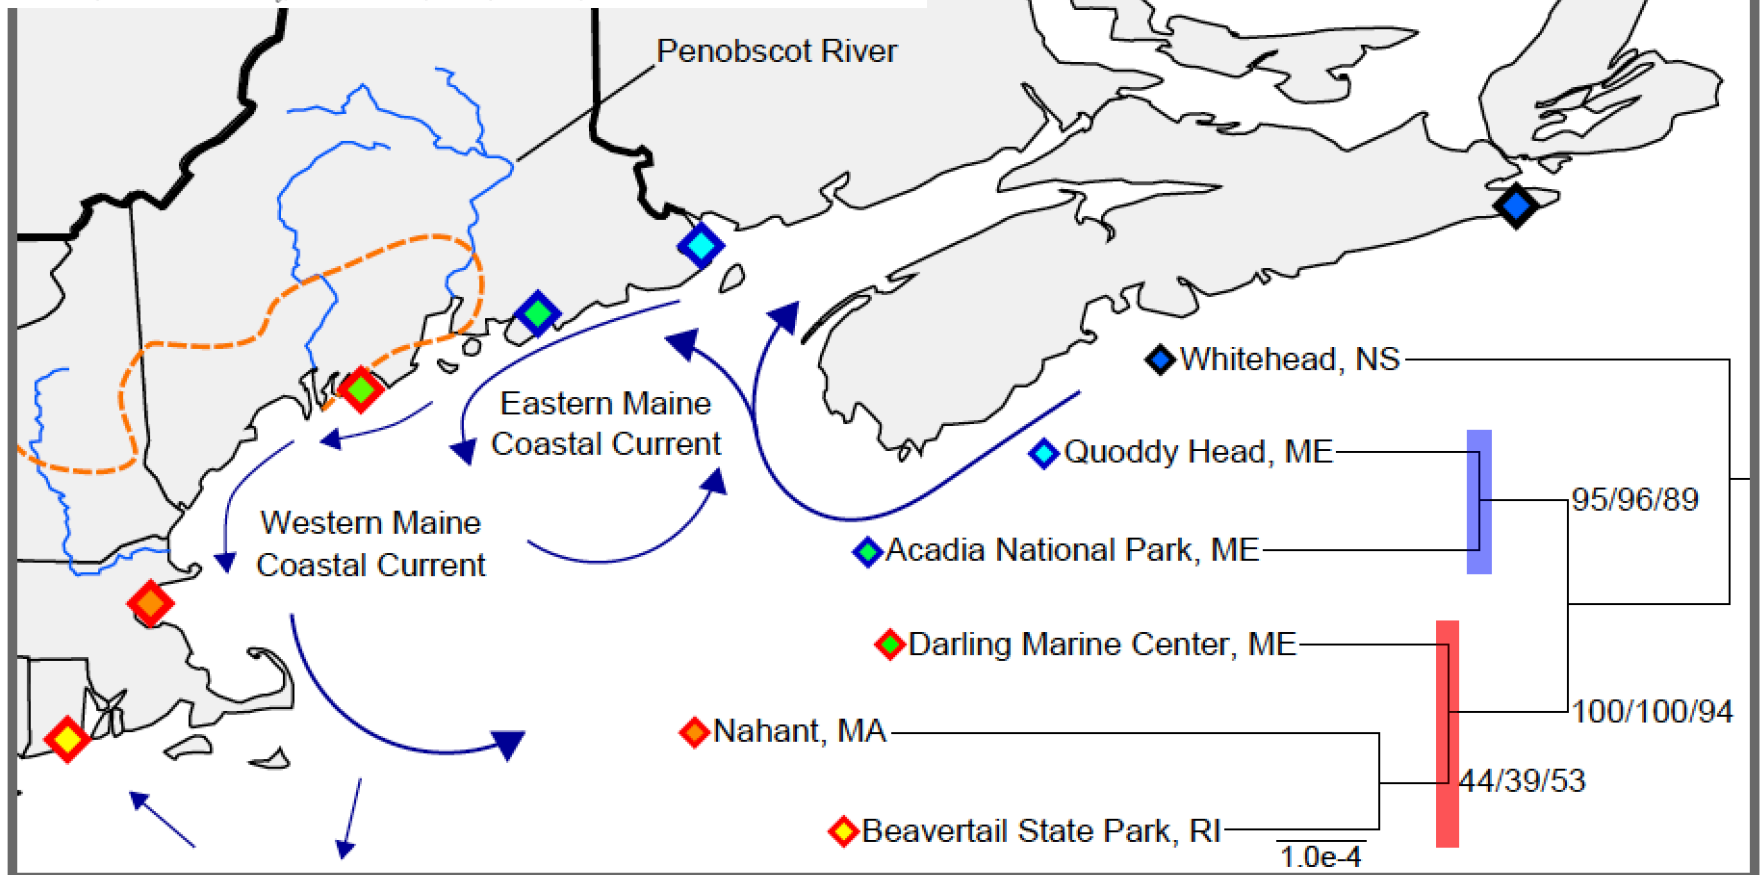 Penobscot River
Whitehead, NS
Eastern Maine
Coastal Current
Quoddy Head, ME
95/96/89
Western Maine
Coastal Current
Acadia National Park, ME
Darling Marine Center, ME
100/100/94
Nahant, MA
44/39/53
Beavertail State Park, RI
1.0e-4